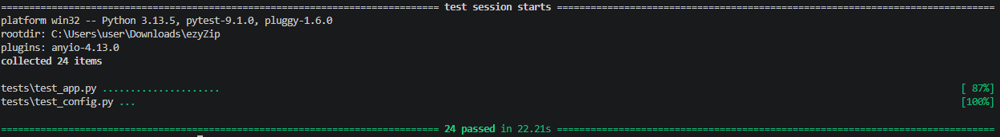 ============================== test session starts ==============================
platform win32 -- Python 3.13.5, pytest-9.1.0, pluggy-1.6.0
rootdir: C:\Users\user\Downloads\ezyZip
plugins: anyio-4.13.0
collected 24 items
tests\test_app.py ..................... [ 87%]
tests\test_config.py ... [100%]
============================== 24 passed in 22.21s ==============================